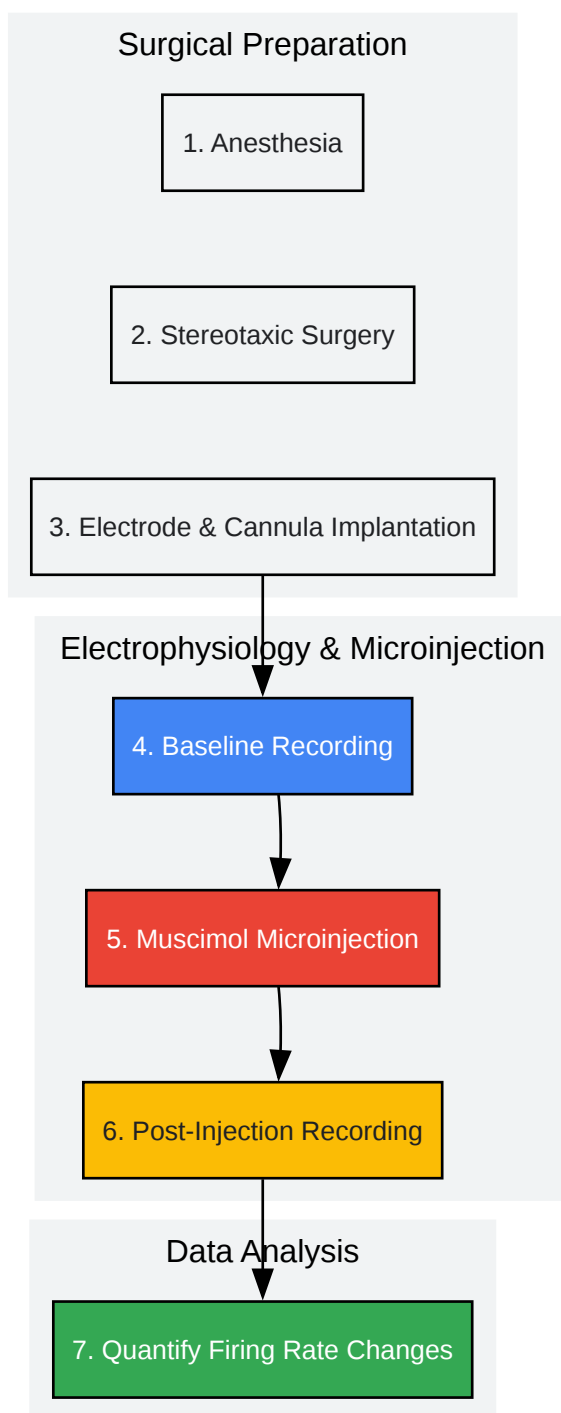 Surgical Preparation
1. Anesthesia
2. Stereotaxic Surgery
3. Electrode & Cannula Implantation
Electrophysiology & Microinjection
4. Baseline Recording
5. Muscimol Microinjection
6. Post-Injection Recording
Data Analysis
7. Quantify Firing Rate Changes